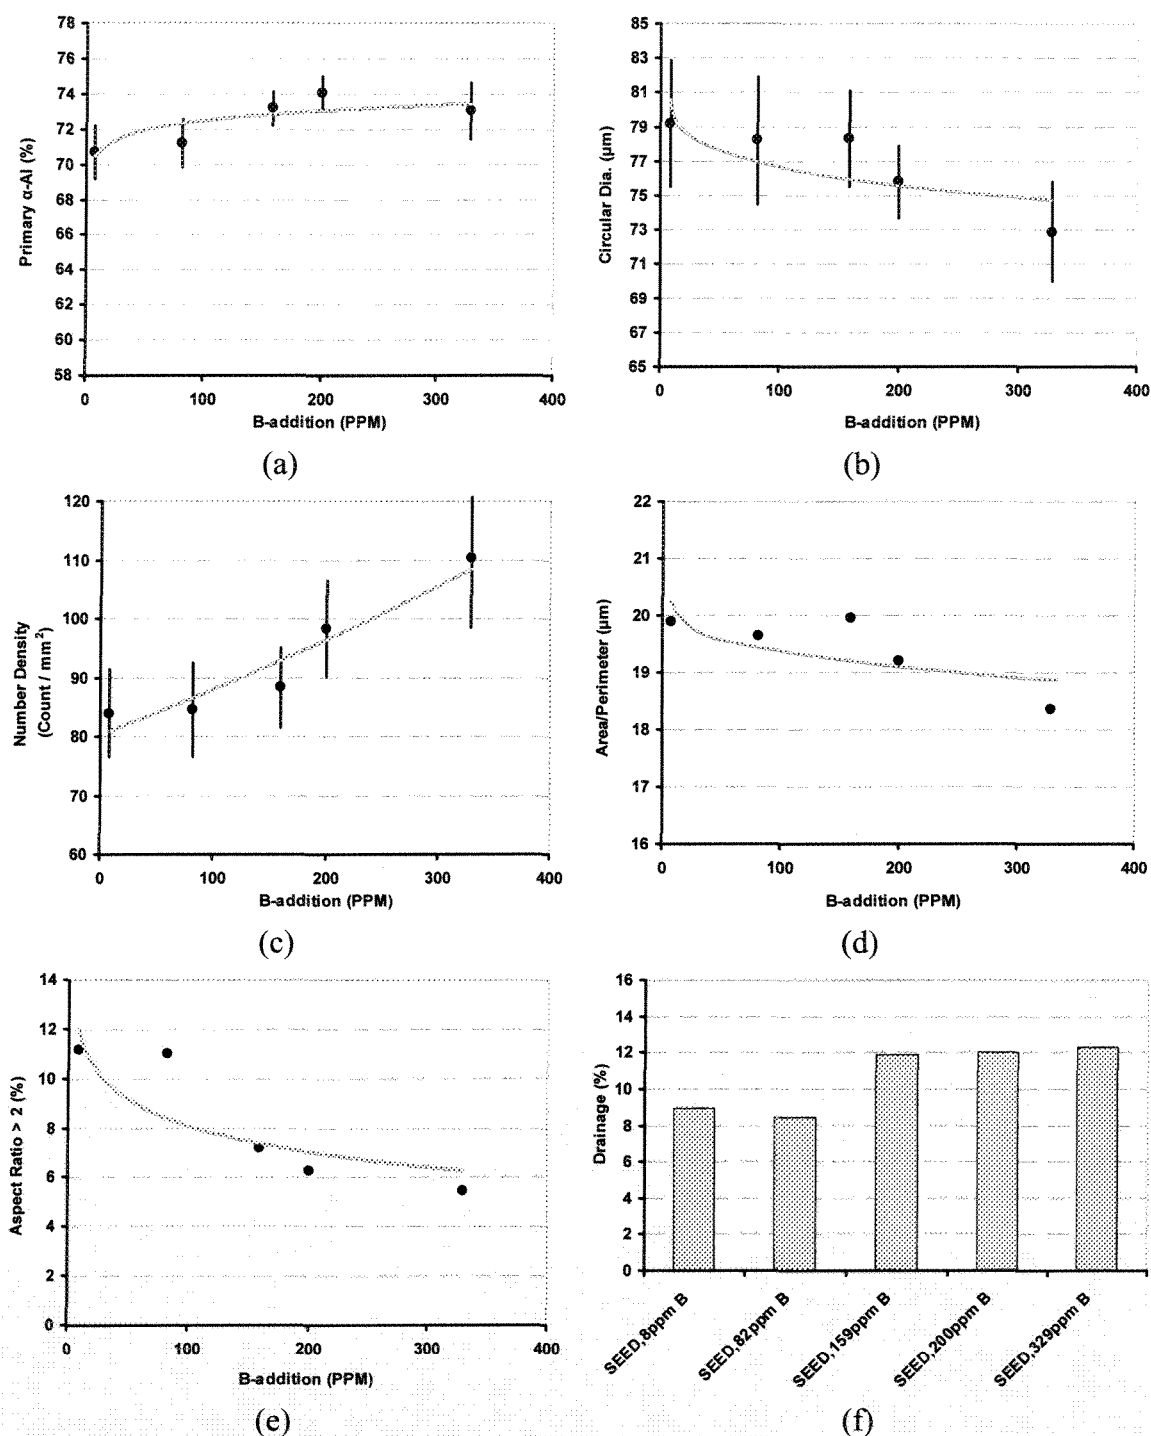 78
76
74
72
70
68
66
64
62
60
58
Primary α-Al (%)
0 100 200 300 400
B-addition (PPM)
(a)
85
83
81
79
77
75
73
71
69
67
65
Circular Dia. (µm)
0 100 200 300 400
B-addition (PPM)
(b)
120
110
100
90
80
70
60
Number Density
(Count / mm²)
0 100 200 300 400
B-addition (PPM)
(c)
22
21
20
19
18
17
16
Area/Perimeter (µm)
0 100 200 300 400
B-addition (PPM)
(d)
14
12
10
8
6
4
2
0
Aspect Ratio > 2 (%)
0 100 200 300 400
B-addition (PPM)
(e)
16
14
12
10
8
6
4
2
0
Drainage (%)
SEED,8ppm B
SEED,82ppm B
SEED,159ppm B
SEED,200ppm B
SEED,329ppm B
(f)